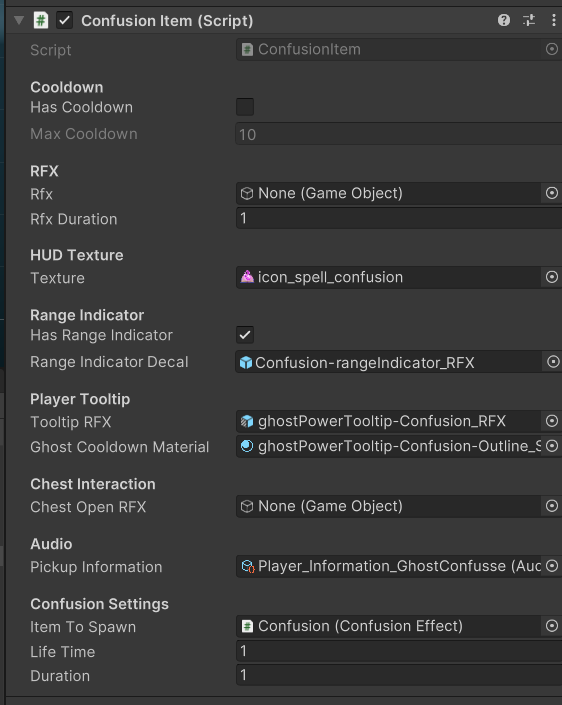 Confusion Item (Script)
Script ConfusionItem
Cooldown
Has Cooldown
Max Cooldown 10
RFX
Rfx None (Game Object)
Rfx Duration 1
HUD Texture
Texture icon_spell_confusion
Range Indicator
Has Range Indicator
Range Indicator Decal Confusion-rangeIndicator_RFX
Player Tooltip
Tooltip RFX ghostPowerTooltip-Confusion_RFX
Ghost Cooldown Material ghostPowerTooltip-Confusion-Outline_S
Chest Interaction
Chest Open RFX None (Game Object)
Audio
Pickup Information Player_Information_GhostConfusse (Aud
Confusion Settings
Item To Spawn Confusion (Confusion Effect)
Life Time 1
Duration 1